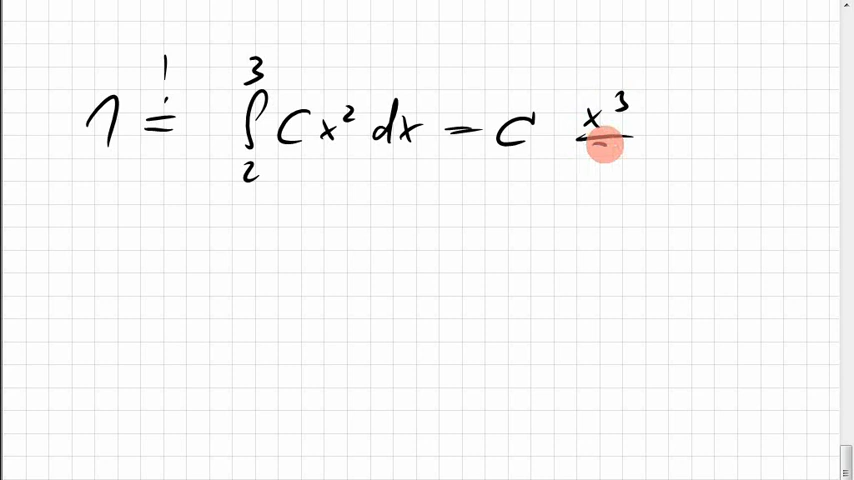 1 =! ∫₂³ C x² dx = C x³